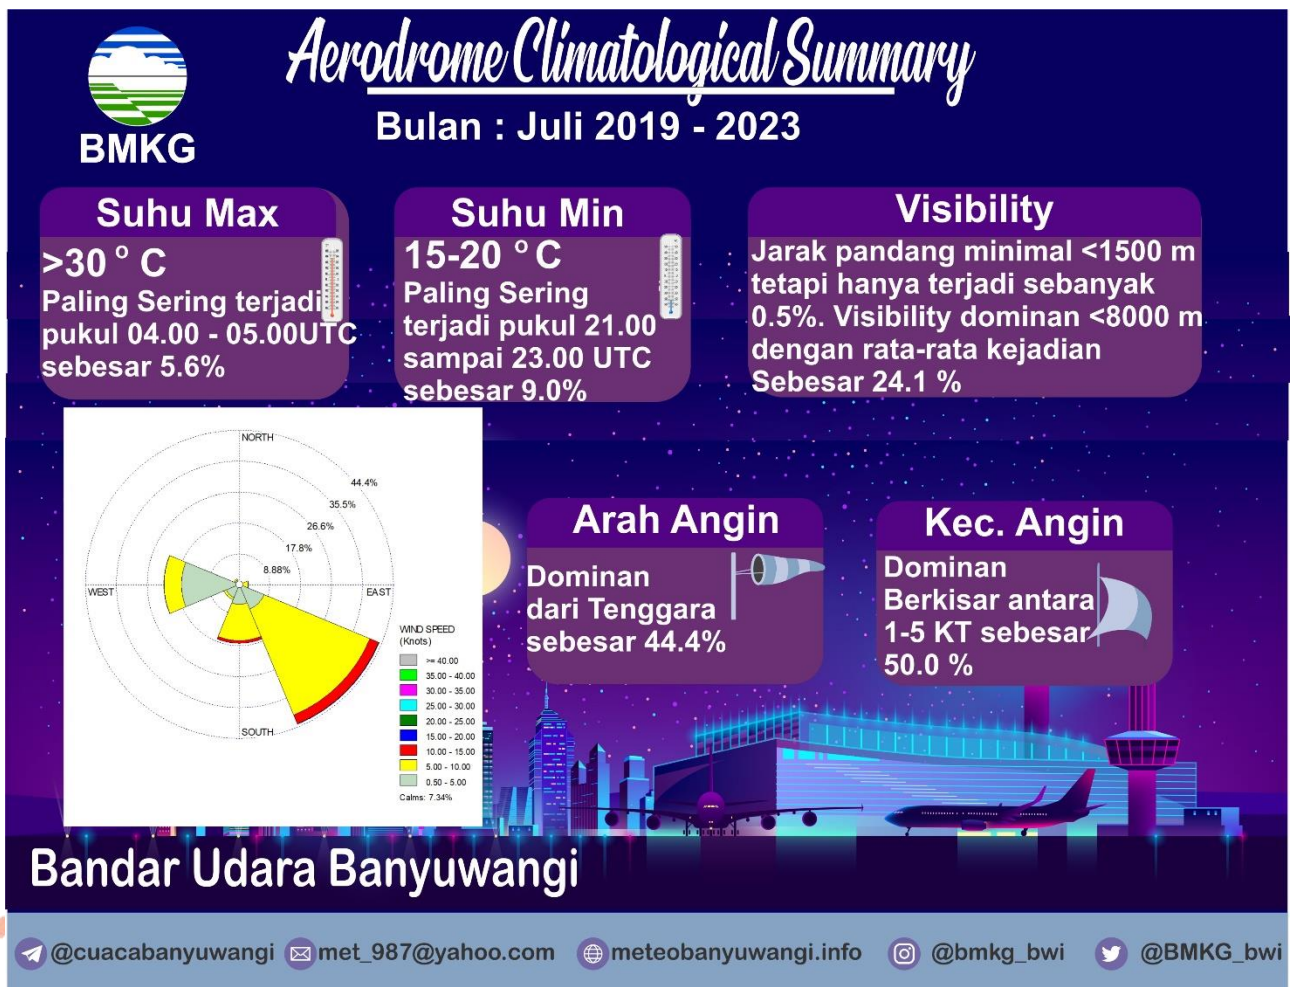 Aerodrome Climatological Summary
BMKG
Bulan : Juli 2019 - 2023
Suhu Max
>30 ° C
Paling Sering terjadi
pukul 04.00 - 05.00UTC
sebesar 5.6%
Suhu Min
15-20 ° C
Paling Sering
terjadi pukul 21.00
sampai 23.00 UTC
sebesar 9.0%
Visibility
Jarak pandang minimal <1500 m
tetapi hanya terjadi sebanyak
0.5%. Visibility dominan <8000 m
dengan rata-rata kejadian
Sebesar 24.1 %
NORTH
44.4%
35.5%
26.6%
17.8%
8.88%
WEST
EAST
SOUTH
WIND SPEED
(Knots)
>= 40.00
35.00 - 40.00
30.00 - 35.00
25.00 - 30.00
20.00 - 25.00
15.00 - 20.00
10.00 - 15.00
5.00 - 10.00
0.50 - 5.00
Calms: 7.34%
Arah Angin
Dominan
dari Tenggara
sebesar 44.4%
Kec. Angin
Dominan
Berkisar antara
1-5 KT sebesar
50.0 %
Bandar Udara Banyuwangi
@cuacabanyuwangi met_987@yahoo.com meteobanyuwangi.info @bmkg_bwi @BMKG_bwi